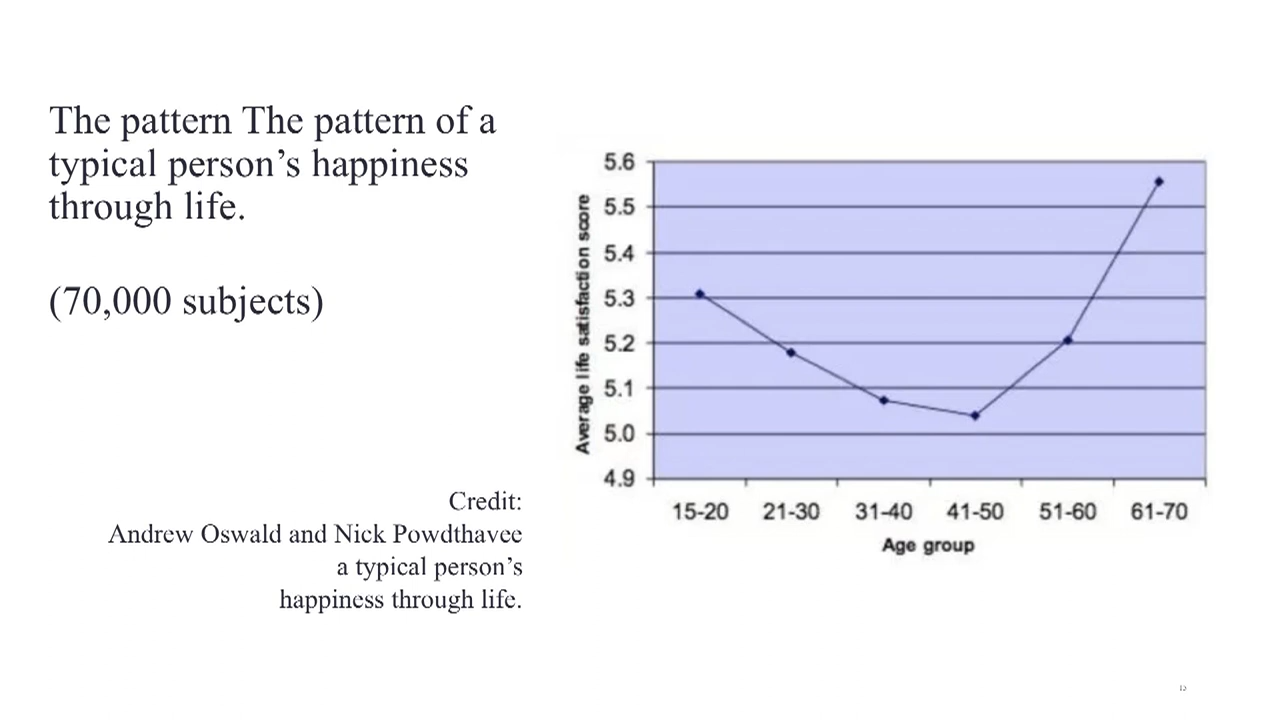 The pattern The pattern of a
typical person’s happiness
through life.
(70,000 subjects)
Credit:
Andrew Oswald and Nick Powdthavee
a typical person’s
happiness through life.
Average life satisfaction score
5.6
5.5
5.4
5.3
5.2
5.1
5.0
4.9
15-20 21-30 31-40 41-50 51-60 61-70
Age group